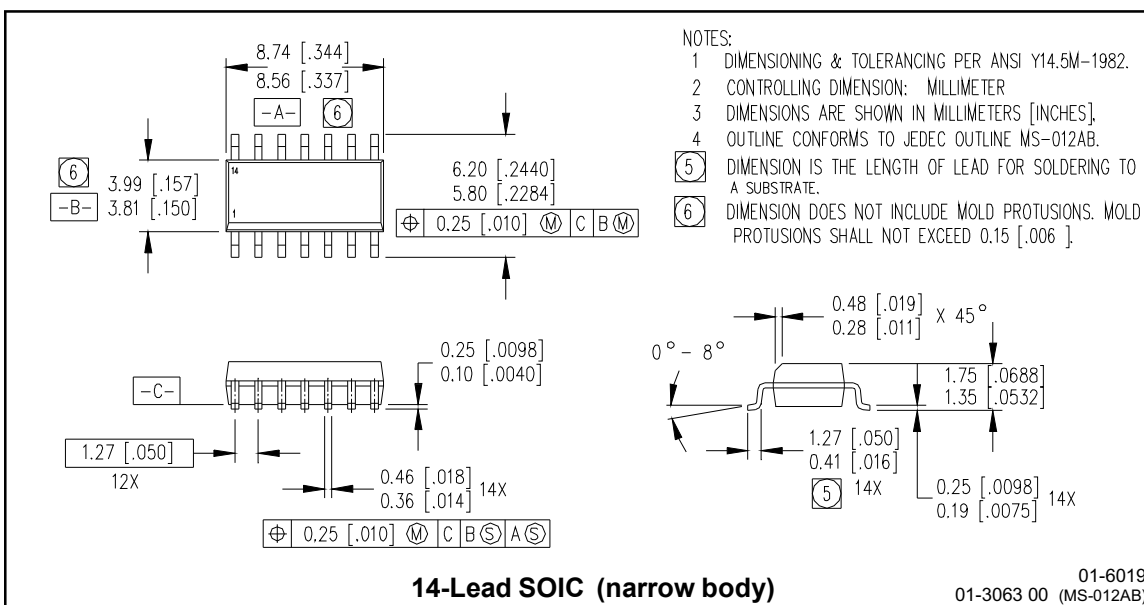 8.74 [.344]
8.56 [.337]
-A- 6
6 3.99 [.157]
-B- 3.81 [.150]
14
1
6.20 [.2440]
5.80 [.2284]
⌖ 0.25 [.010] Ⓜ C B Ⓜ
NOTES:
1 DIMENSIONING & TOLERANCING PER ANSI Y14.5M-1982.
2 CONTROLLING DIMENSION: MILLIMETER
3 DIMENSIONS ARE SHOWN IN MILLIMETERS [INCHES].
4 OUTLINE CONFORMS TO JEDEC OUTLINE MS-012AB.
5 DIMENSION IS THE LENGTH OF LEAD FOR SOLDERING TO
A SUBSTRATE.
6 DIMENSION DOES NOT INCLUDE MOLD PROTUSIONS. MOLD
PROTUSIONS SHALL NOT EXCEED 0.15 [.006 ].
-C-
0.25 [.0098]
0.10 [.0040]
1.27 [.050]
12X
0.46 [.018]
0.36 [.014] 14X
⌖ 0.25 [.010] Ⓜ C B Ⓢ A Ⓢ
0.48 [.019]
0.28 [.011] X 45°
0°-8°
1.75 [.0688]
1.35 [.0532]
1.27 [.050]
0.41 [.016]
5 14X
0.25 [.0098]
0.19 [.0075] 14X
14-Lead SOIC (narrow body)
01-6019
01-3063 00 (MS-012AB)